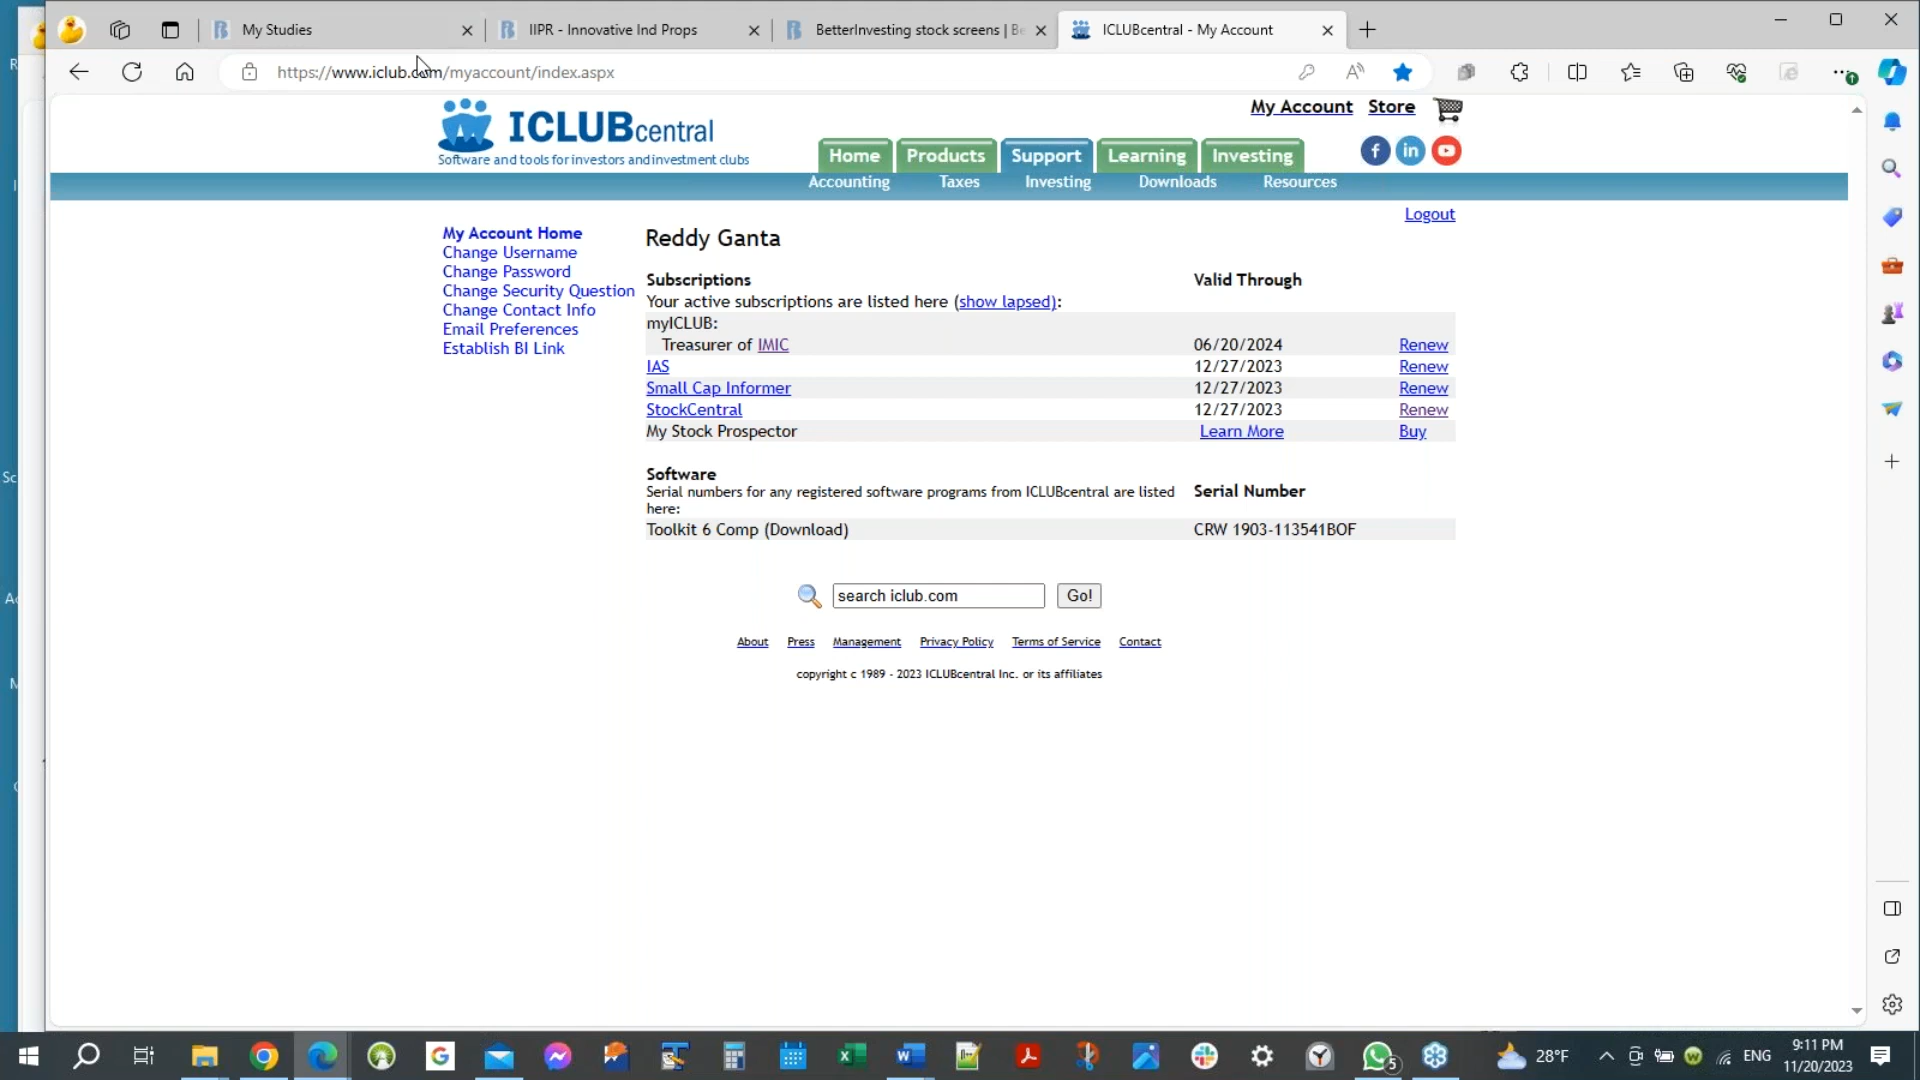 My Studies
IIPR - Innovative Ind Props
BetterInvesting stock screens | Be
ICLUBcentral - My Account
https://www.iclub.com/myaccount/index.aspx
ICLUBcentral
Software and tools for investors and investment clubs
My Account Store
Home Products Support Learning Investing
Accounting Taxes Investing Downloads Resources
Logout
My Account Home
Change Username
Change Password
Change Security Question
Change Contact Info
Email Preferences
Establish BI Link
Reddy Ganta
Subscriptions Valid Through
Your active subscriptions are listed here (show lapsed):
myICLUB:
Treasurer of IMIC 06/20/2024 Renew
IAS 12/27/2023 Renew
Small Cap Informer 12/27/2023 Renew
StockCentral 12/27/2023 Renew
My Stock Prospector Learn More Buy
Software
Serial numbers for any registered software programs from ICLUBcentral are listed
here:
Serial Number
Toolkit 6 Comp (Download) CRW 1903-113541BOF
search iclub.com Go!
About Press Management Privacy Policy Terms of Service Contact
copyright c 1989 - 2023 ICLUBcentral Inc. or its affiliates
28°F
ENG
9:11 PM
11/20/2023